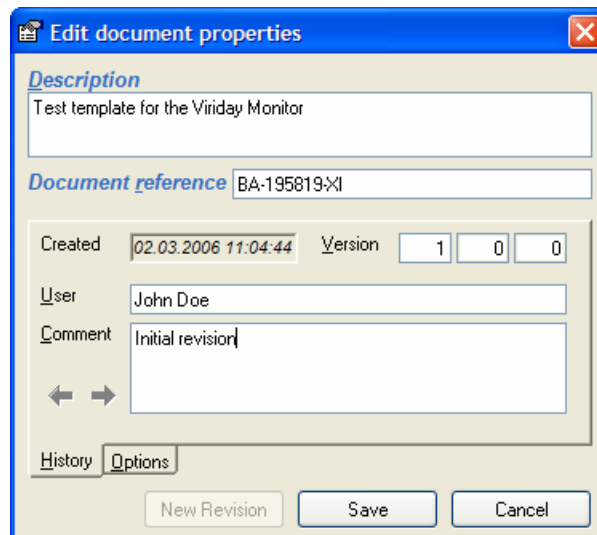 Edit document properties
Description
Test template for the Viriday Monitor
Document reference BA-195819-XI
Created 02.03.2006 11:04:44 Version 1 0 0
User John Doe
Comment Initial revision
History Options
New Revision Save Cancel